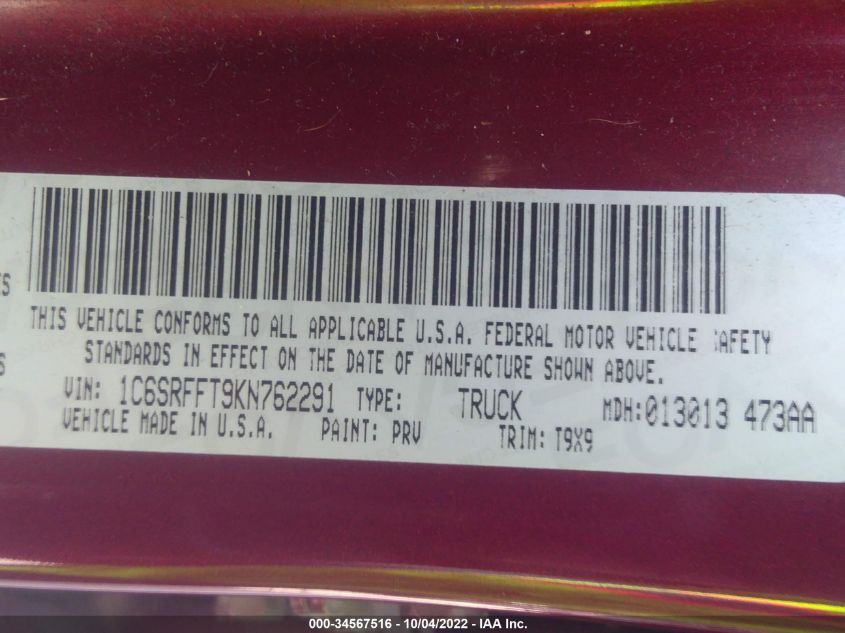 THIS VEHICLE CONFORMS TO ALL APPLICABLE U.S.A. FEDERAL MOTOR VEHICLE SAFETY
STANDARDS IN EFFECT ON THE DATE OF MANUFACTURE SHOWN ABOVE.
VIN: 1C6SRFFT9KN762291 TYPE: TRUCK MDH:013013 473AA
VEHICLE MADE IN U.S.A. PAINT: PRV TRIM: T9X9
000-34567516 - 10/04/2022 - IAA Inc.